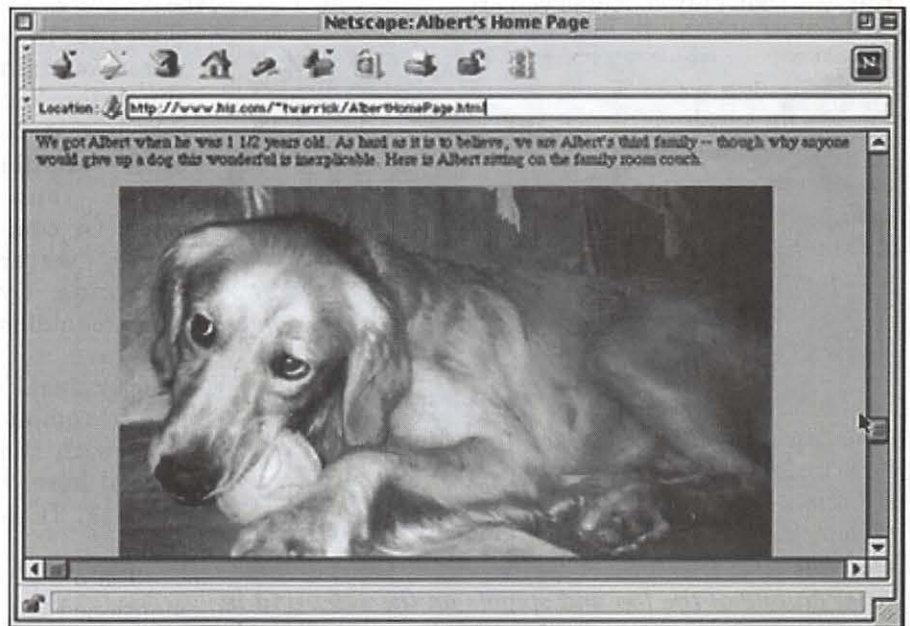 Netscape: Albert's Home Page
N
Location: http://www.his.com/~twarrick/AlbertHomePage.html
We got Albert when he was 1 1/2 years old. As hard as it is to believe, we are Albert's third family -- though why anyone
would give up a dog this wonderful is inexplicable. Here is Albert sitting on the family room couch.